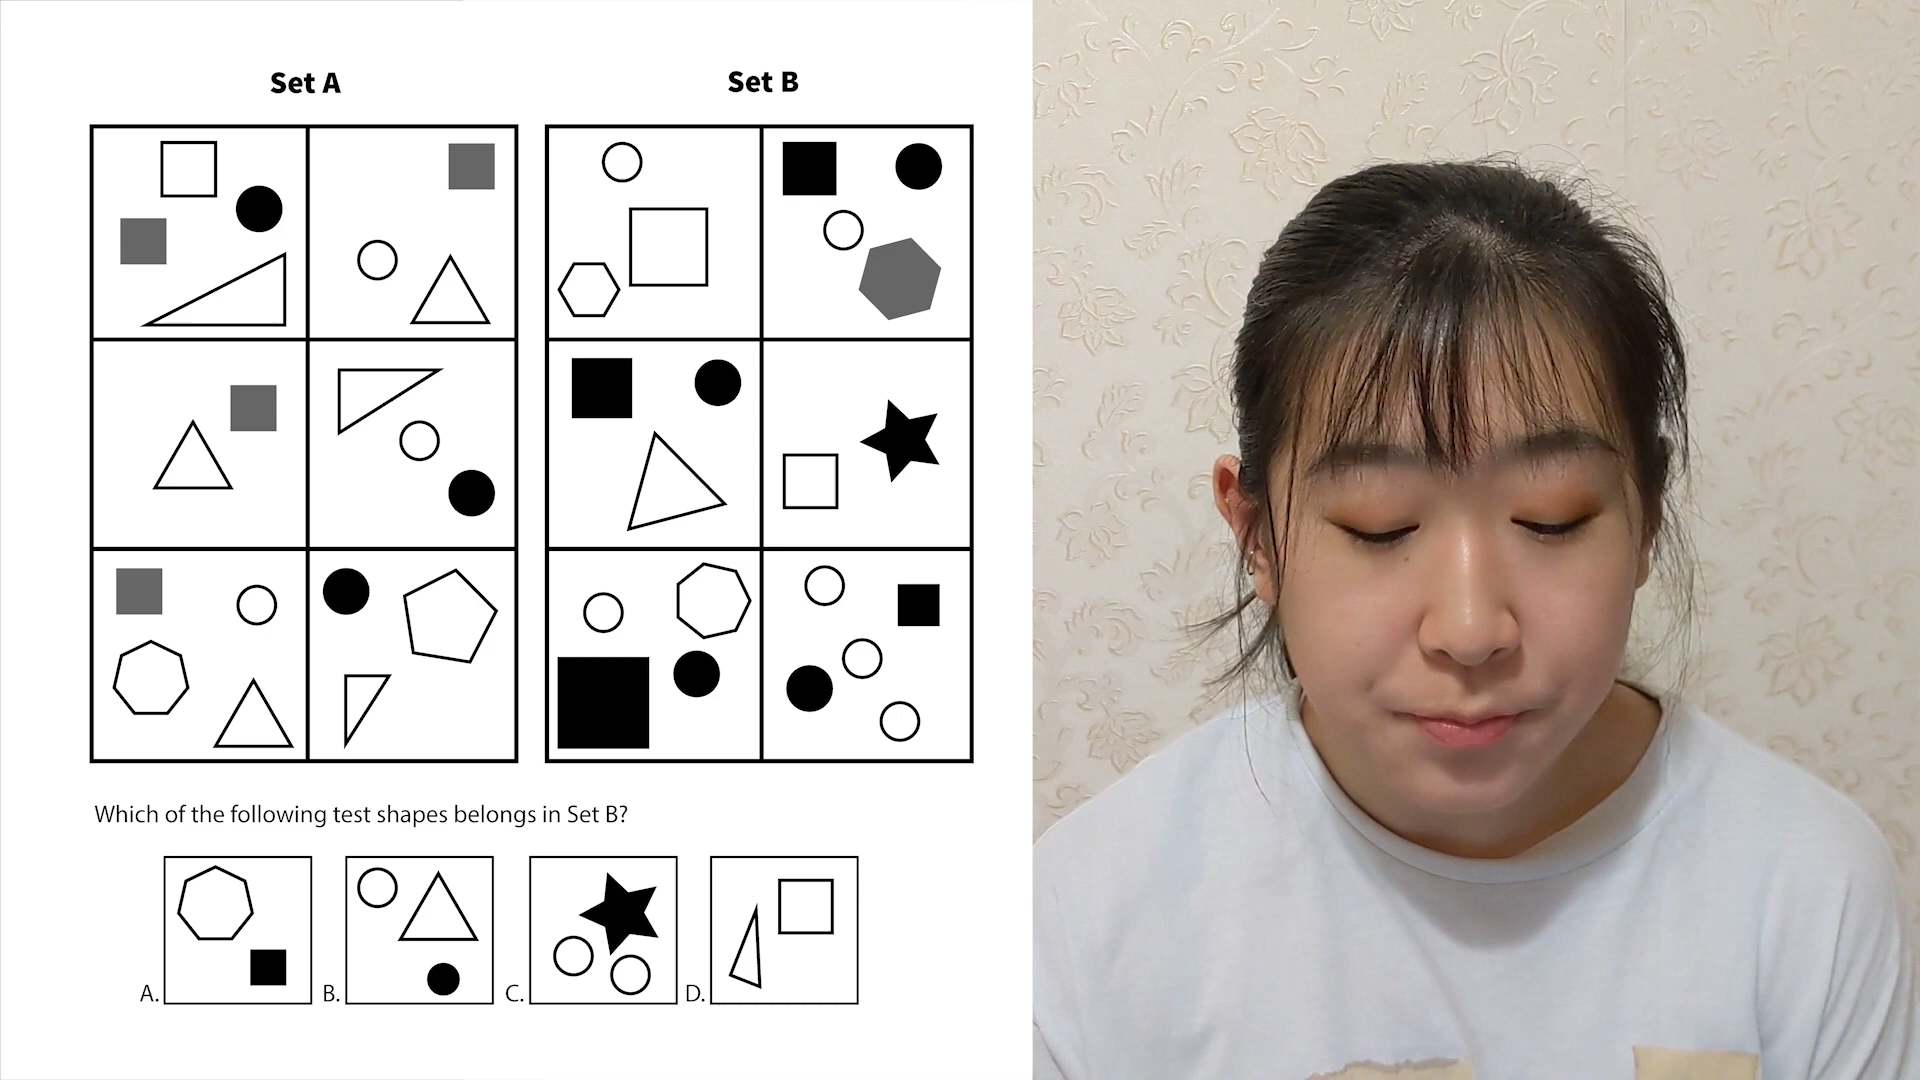 Set A
Set B
Which of the following test shapes belongs in Set B?
A.
B.
C.
D.